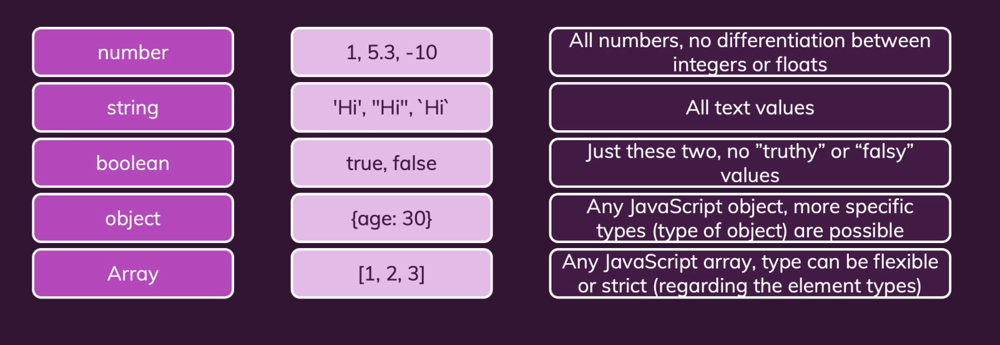 number
1, 5.3, -10
All numbers, no differentiation between
integers or floats
string
'Hi', "Hi", `Hi`
All text values
boolean
true, false
Just these two, no ”truthy” or “falsy”
values
object
{age: 30}
Any JavaScript object, more specific
types (type of object) are possible
Array
[1, 2, 3]
Any JavaScript array, type can be flexible
or strict (regarding the element types)